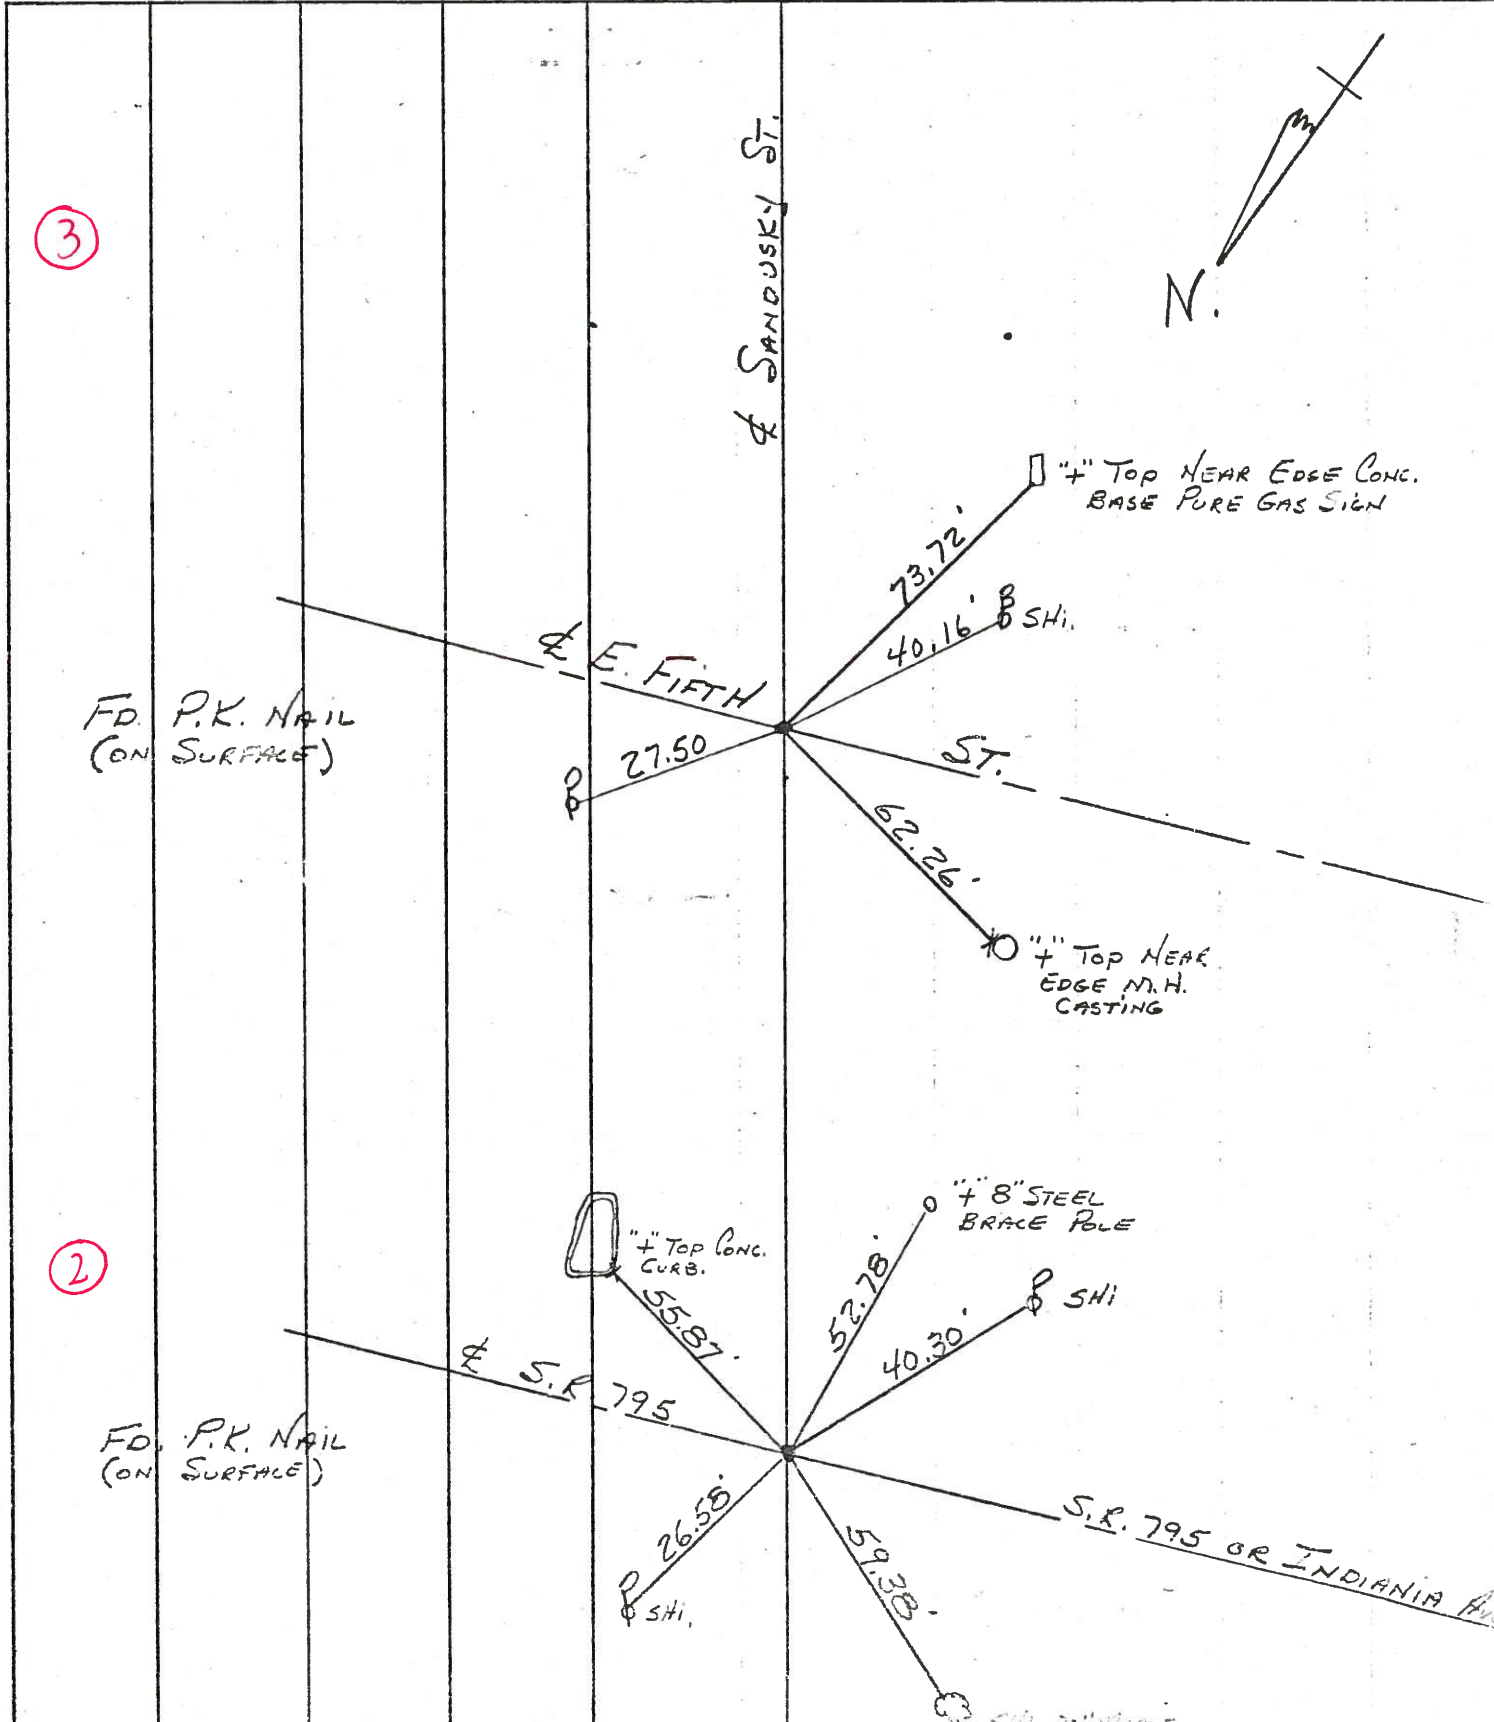 N.
℄ SANDUSKY ST.
3
"+" TOP NEAR EDGE CONC.
BASE PURE GAS SIGN
73.72'
40.16'
SHI.
℄ E. FIFTH
ST.
FD. P.K. NAIL
(ON SURFACE)
27.50
62.26'
"+" TOP NEAR
EDGE M.H.
CASTING
2
"+" 8" STEEL
BRACE POLE
"+" TOP CONC.
CURB.
55.87'
52.78'
40.30'
SHI
℄ S.R. 795
FD. P.K. NAIL
(ON SURFACE)
S.R. 795 OR INDIANIA
26.58'
SHI.
59.38'